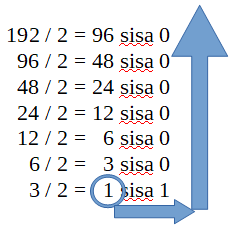 192 / 2 = 96 sisa 0
96 / 2 = 48 sisa 0
48 / 2 = 24 sisa 0
24 / 2 = 12 sisa 0
12 / 2 = 6 sisa 0
6 / 2 = 3 sisa 0
3 / 2 = 1 sisa 1